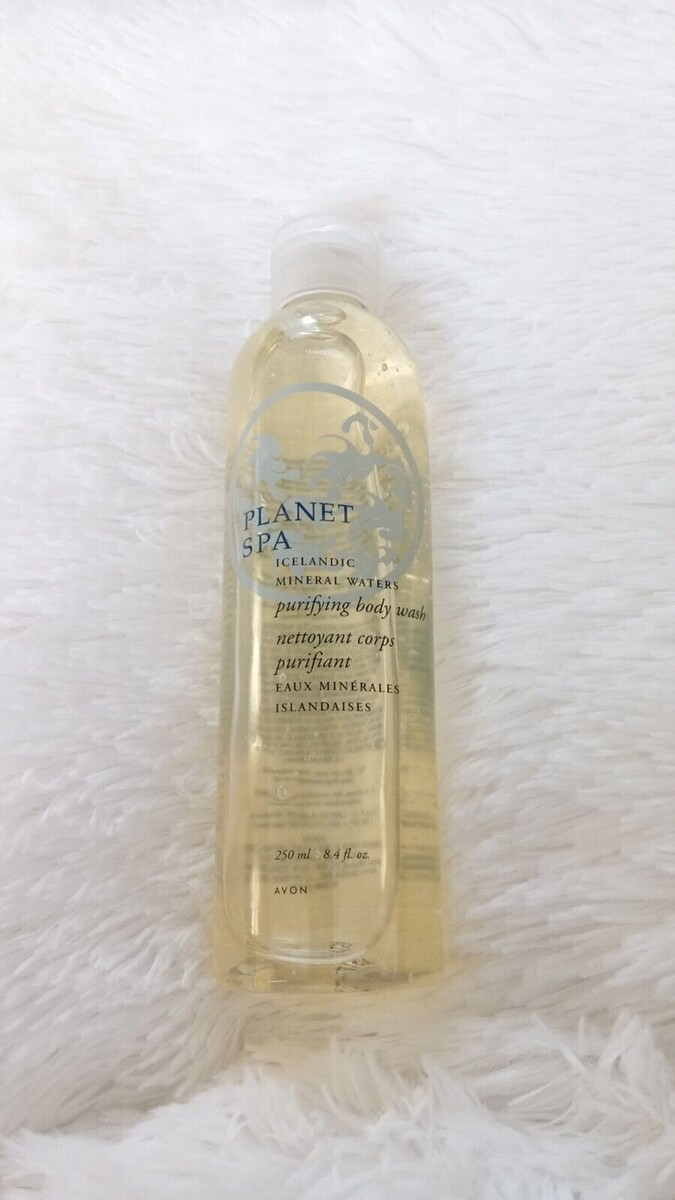 PLANET
SPA
ICELANDIC
MINERAL WATERS
purifying body wash
nettoyant corps
purifiant
EAUX MINÉRALES
ISLANDAISES
250 ml 8.4 fl. oz.
AVON